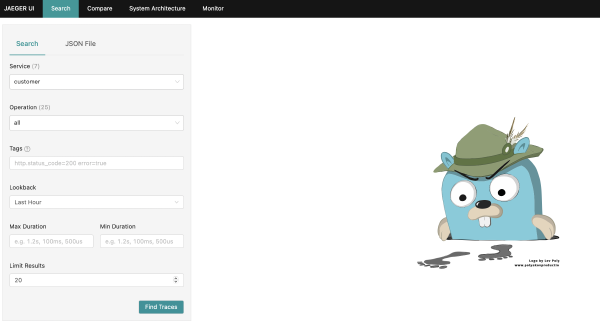 JAEGER UI Search Compare System Architecture Monitor
Search JSON File
Service (7)
customer
Operation (25)
all
Tags
http.status_code=200 error=true
Lookback
Last Hour
Max Duration Min Duration
e.g. 1.2s, 100ms, 500us e.g. 1.2s, 100ms, 500us
Limit Results
20
Find Traces
Logo by Lev Polyakov
www.polyakovproductions.com